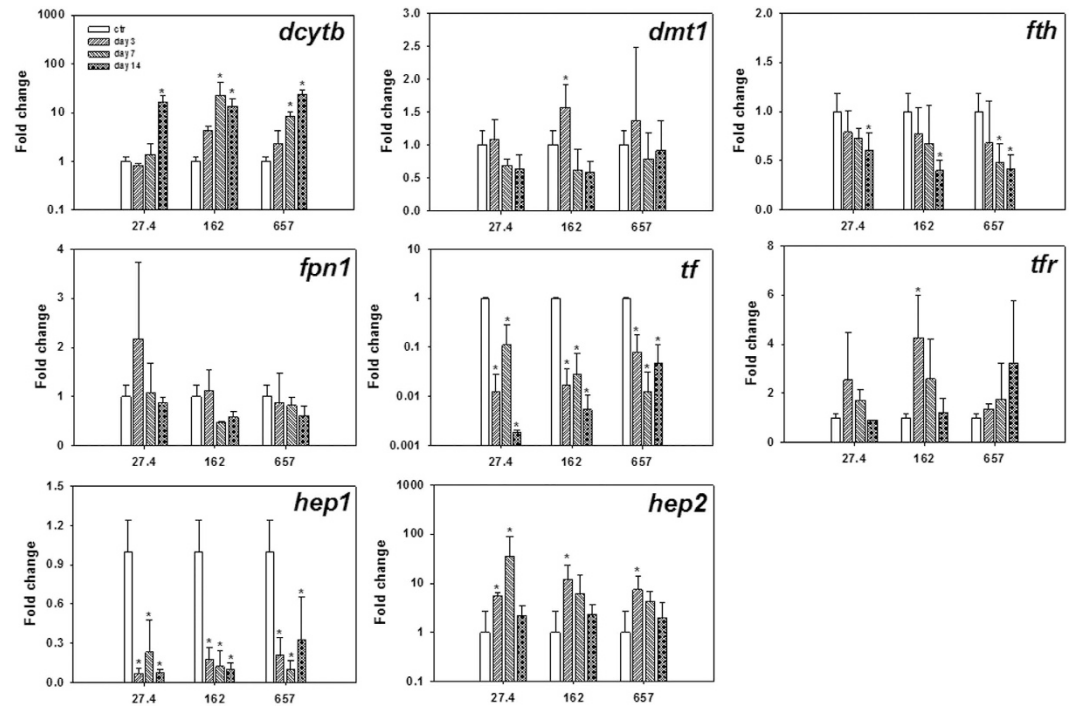 dcytb
1000
100
10
1
0.1
Fold change
ctr
day 3
day 7
day 14
*
* *
* *
27.4 162 657
dmt1
3.0
2.5
2.0
1.5
1.0
0.5
0.0
Fold change
*
27.4 162 657
fth
2.0
1.5
1.0
0.5
0.0
Fold change
*
*
* *
27.4 162 657
fpn1
4
3
2
1
0
Fold change
27.4 162 657
tf
10
1
0.1
0.01
0.001
Fold change
* * *
* * *
* * *
27.4 162 657
tfr
8
6
4
2
0
Fold change
*
27.4 162 657
hep1
1.5
1.2
0.9
0.6
0.3
0.0
Fold change
* * *
* * *
* * *
27.4 162 657
hep2
1000
100
10
1
0.1
Fold change
* *
*
*
27.4 162 657